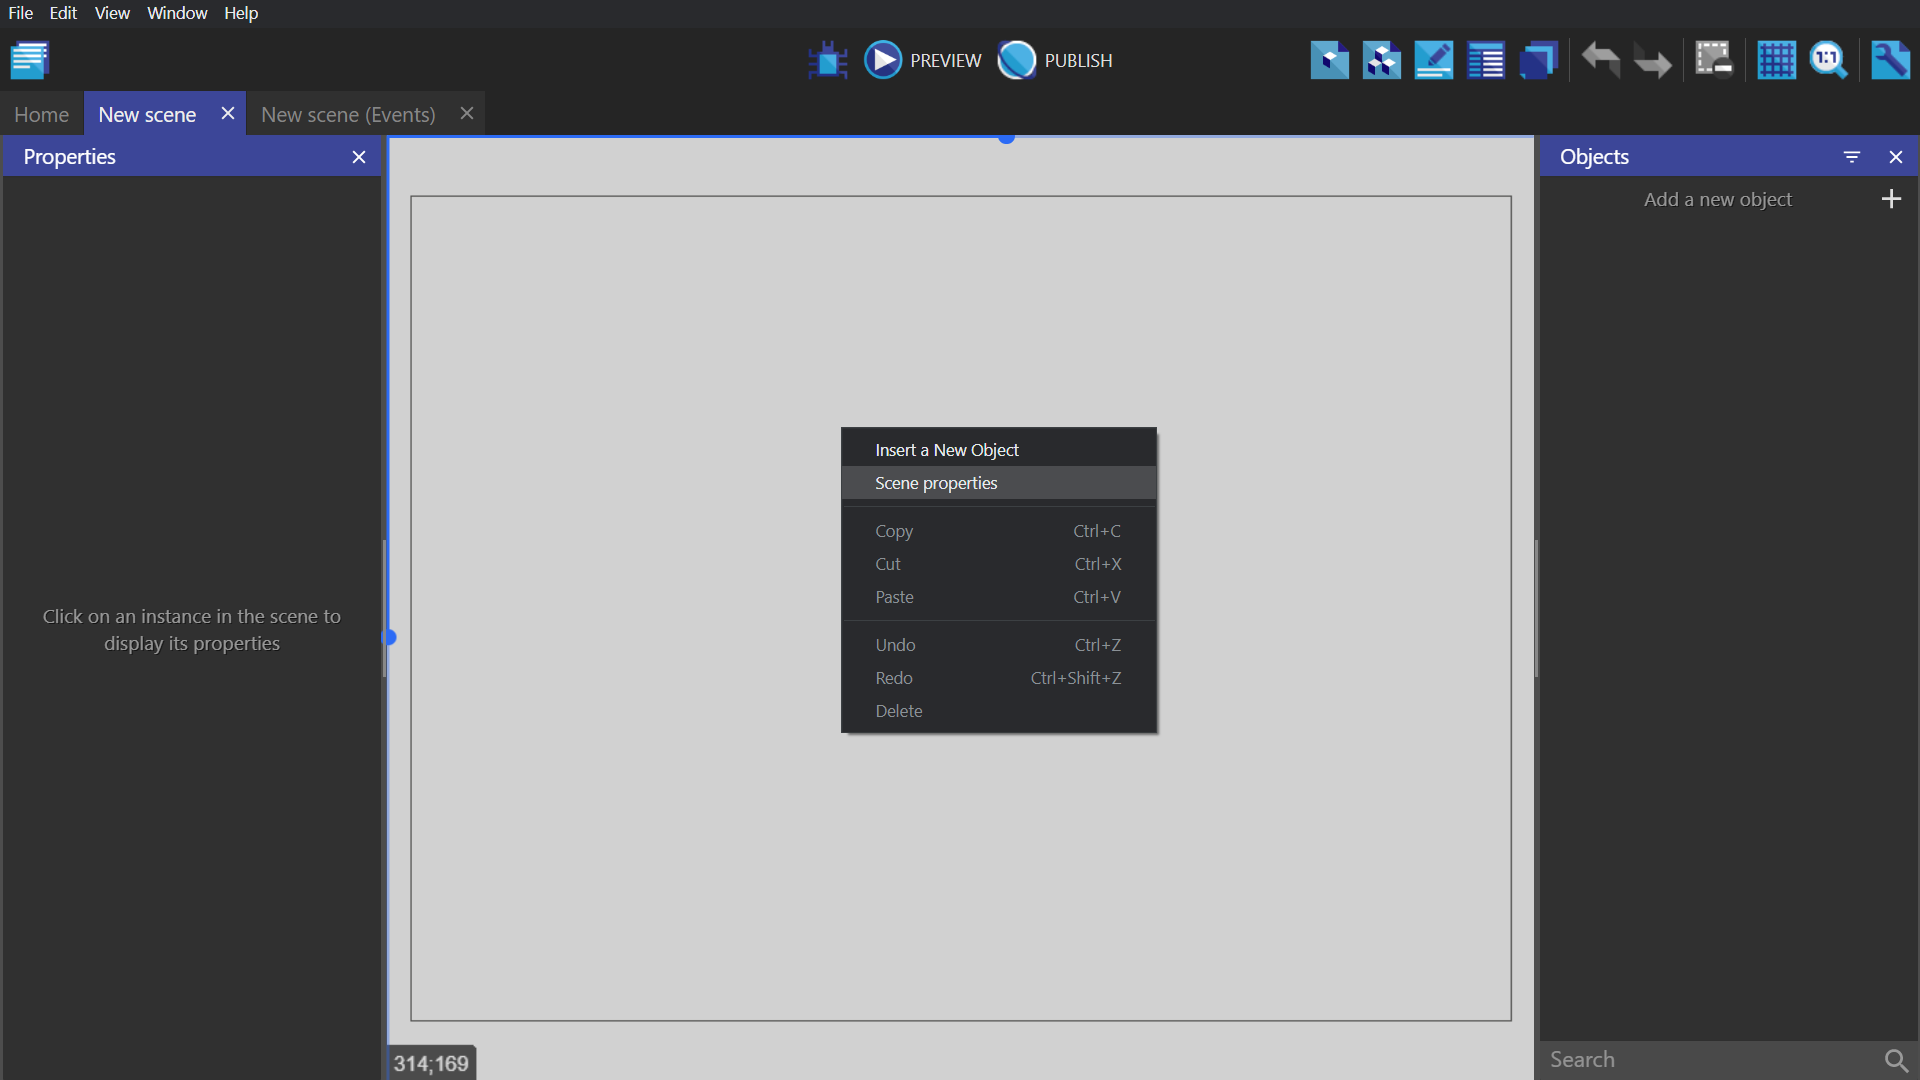 File Edit View Window Help
PREVIEW PUBLISH 1:1
Home New scene New scene (Events)
Properties
Objects
Add a new object
Click on an instance in the scene to
display its properties
Insert a New Object
Scene properties
Copy Ctrl+C
Cut Ctrl+X
Paste Ctrl+V
Undo Ctrl+Z
Redo Ctrl+Shift+Z
Delete
314;169
Search